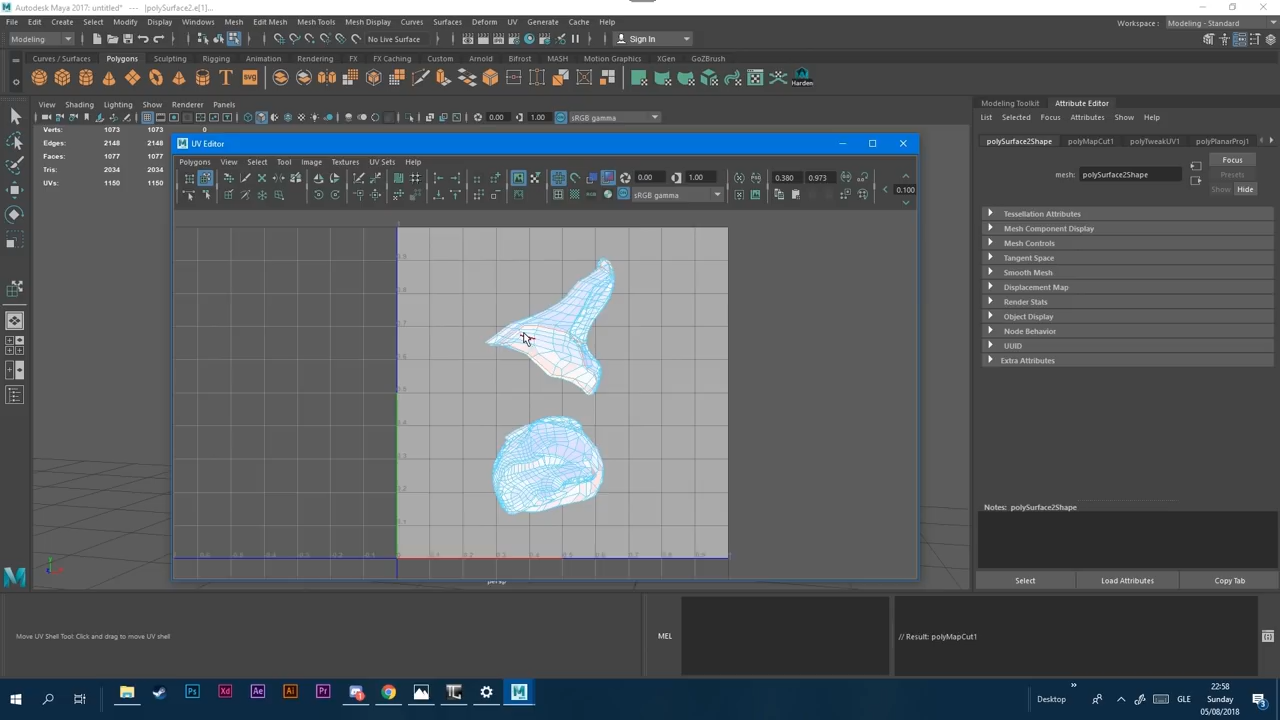 Autodesk Maya 2017: untitled*   ---   |polySurface2.e[1]...
File Edit Create Select Modify Display Windows Mesh Edit Mesh Mesh Tools Mesh Display Curves Surfaces Deform UV Generate Cache Help
Workspace : Modeling - Standard
Modeling No Live Surface Sign In
Curves / Surfaces Polygons Sculpting Rigging Animation Rendering FX FX Caching Custom Arnold Bifrost MASH Motion Graphics XGen GoZBrush
svg Harden
View Shading Lighting Show Renderer Panels
Modeling Toolkit Attribute Editor
0.00 1.00 sRGB gamma
List Selected Focus Attributes Show Help
Verts: 1073 1073 0
Edges: 2148 2148
Faces: 1077 1077
Tris: 2034 2034
UVs: 1150 1150
polySurface2Shape polyMapCut1 polyTweakUV1 polyPlanarProj1
Focus
mesh: polySurface2Shape
Presets
Show Hide
UV Editor
Polygons View Select Tool Image Textures UV Sets Help
0.00 1.00 0.380 0.973
sRGB gamma 0.100
Tessellation Attributes
Mesh Component Display
Mesh Controls
Tangent Space
Smooth Mesh
Displacement Map
Render Stats
Object Display
Node Behavior
UUID
Extra Attributes
Notes: polySurface2Shape
persp
Select Load Attributes Copy Tab
Move UV Shell Tool: Click and drag to move UV shell
MEL
// Result: polyMapCut1
Ps Xd Ae Ai Pr
Desktop
GLE
22:58
Sunday
05/08/2018